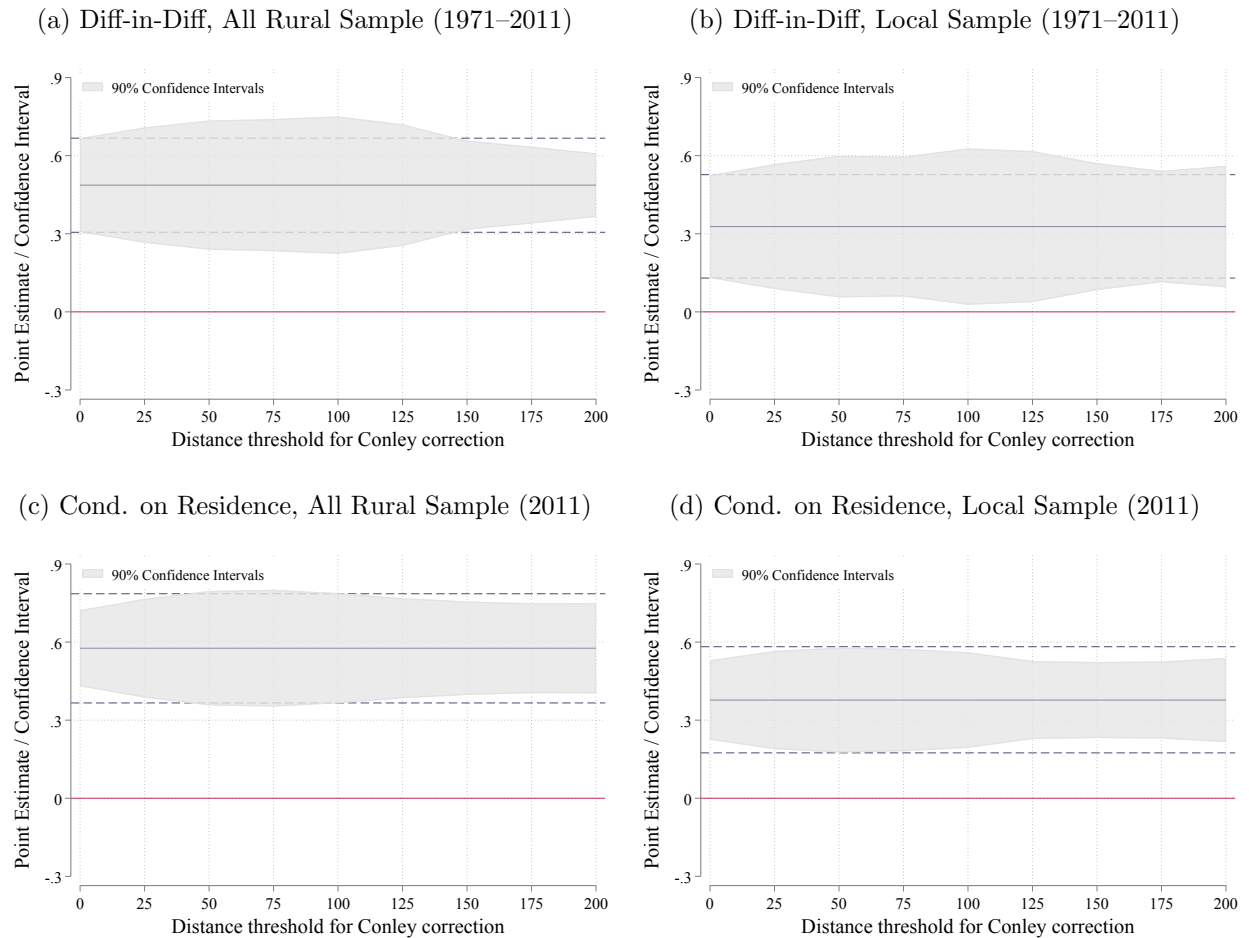 (a) Diff-in-Diff, All Rural Sample (1971–2011)
Point Estimate / Confidence Interval
.9
.6
.3
0
-.3
90% Confidence Intervals
0 25 50 75 100 125 150 175 200
Distance threshold for Conley correction
(b) Diff-in-Diff, Local Sample (1971–2011)
Point Estimate / Confidence Interval
.9
.6
.3
0
-.3
90% Confidence Intervals
0 25 50 75 100 125 150 175 200
Distance threshold for Conley correction
(c) Cond. on Residence, All Rural Sample (2011)
Point Estimate / Confidence Interval
.9
.6
.3
0
-.3
90% Confidence Intervals
0 25 50 75 100 125 150 175 200
Distance threshold for Conley correction
(d) Cond. on Residence, Local Sample (2011)
Point Estimate / Confidence Interval
.9
.6
.3
0
-.3
90% Confidence Intervals
0 25 50 75 100 125 150 175 200
Distance threshold for Conley correction